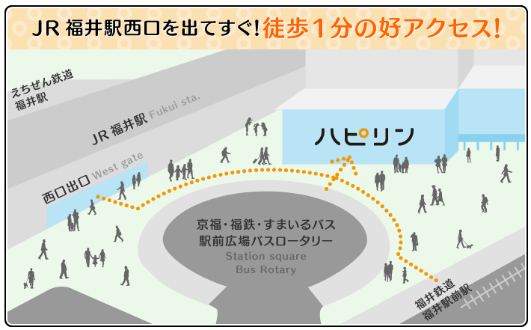 JR 福井駅西口を出てすぐ!徒歩1分の好アクセス!
えちぜん鉄道
福井駅
JR 福井駅 Fukui sta.
ハピリン
西口出口 West gate
京福・福鉄・すまいるバス
駅前広場バスロータリー
Station square
Bus Rotary
福井鉄道
福井駅前駅